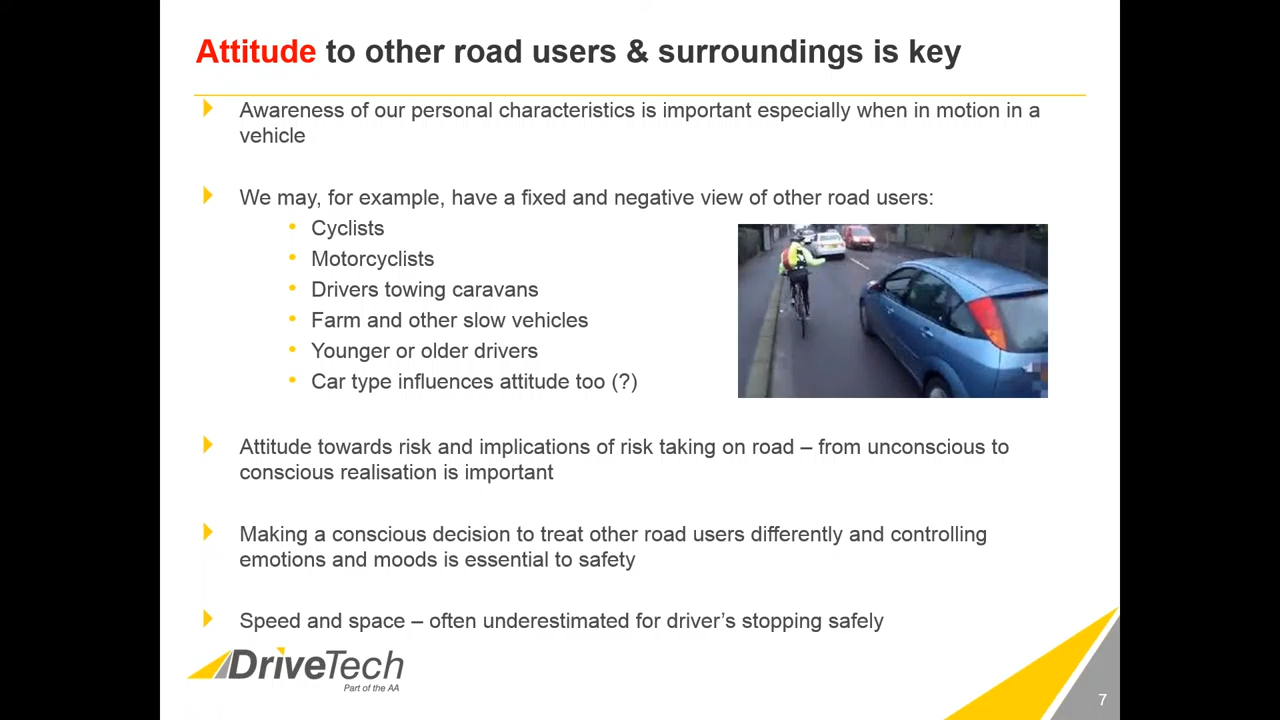 Attitude to other road users & surroundings is key
Awareness of our personal characteristics is important especially when in motion in a
vehicle
We may, for example, have a fixed and negative view of other road users:
Cyclists
Motorcyclists
Drivers towing caravans
Farm and other slow vehicles
Younger or older drivers
Car type influences attitude too (?)
Attitude towards risk and implications of risk taking on road – from unconscious to
conscious realisation is important
Making a conscious decision to treat other road users differently and controlling
emotions and moods is essential to safety
Speed and space – often underestimated for driver's stopping safely
DriveTech
Part of the AA
7